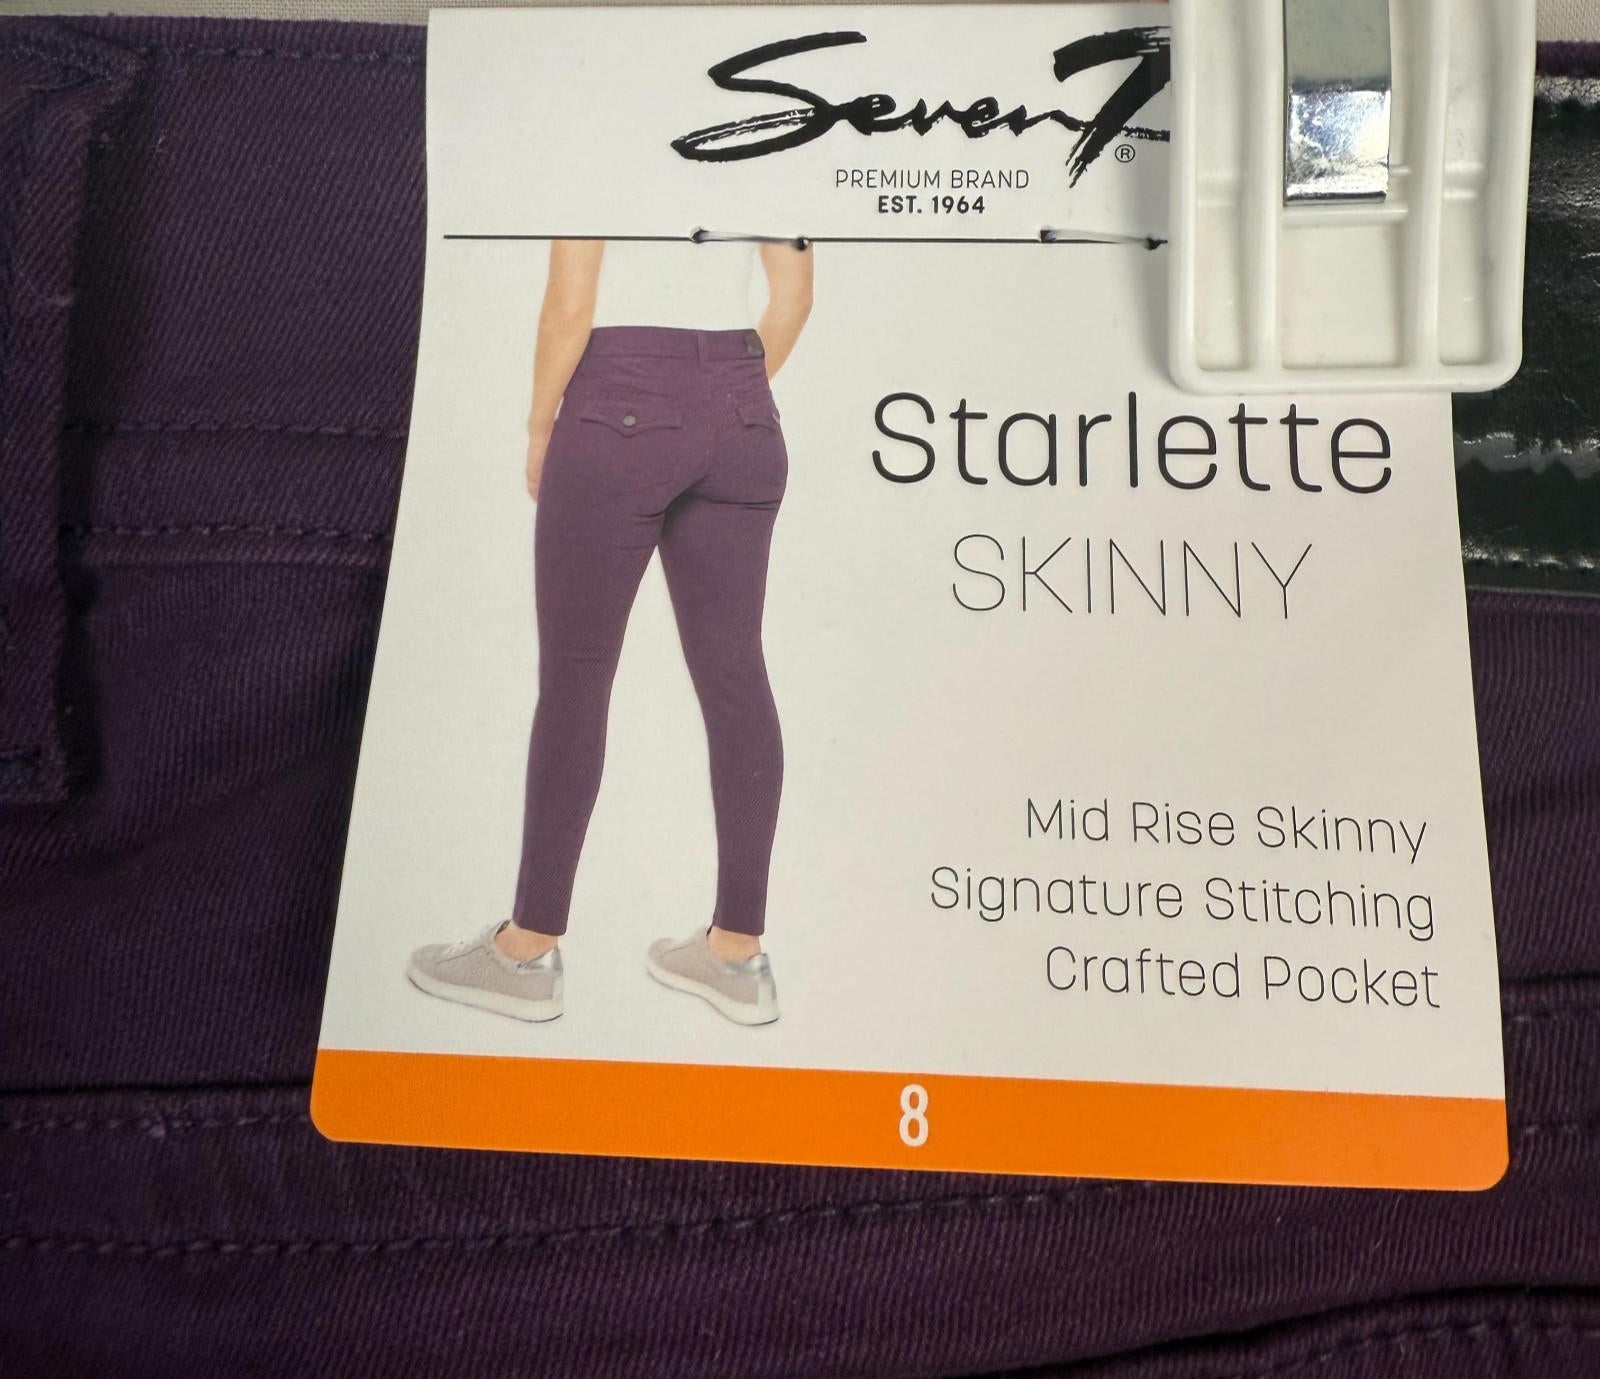 Seven7
®
PREMIUM BRAND
EST. 1964
Starlette
SKINNY
Mid Rise Skinny
Signature Stitching
Crafted Pocket
8